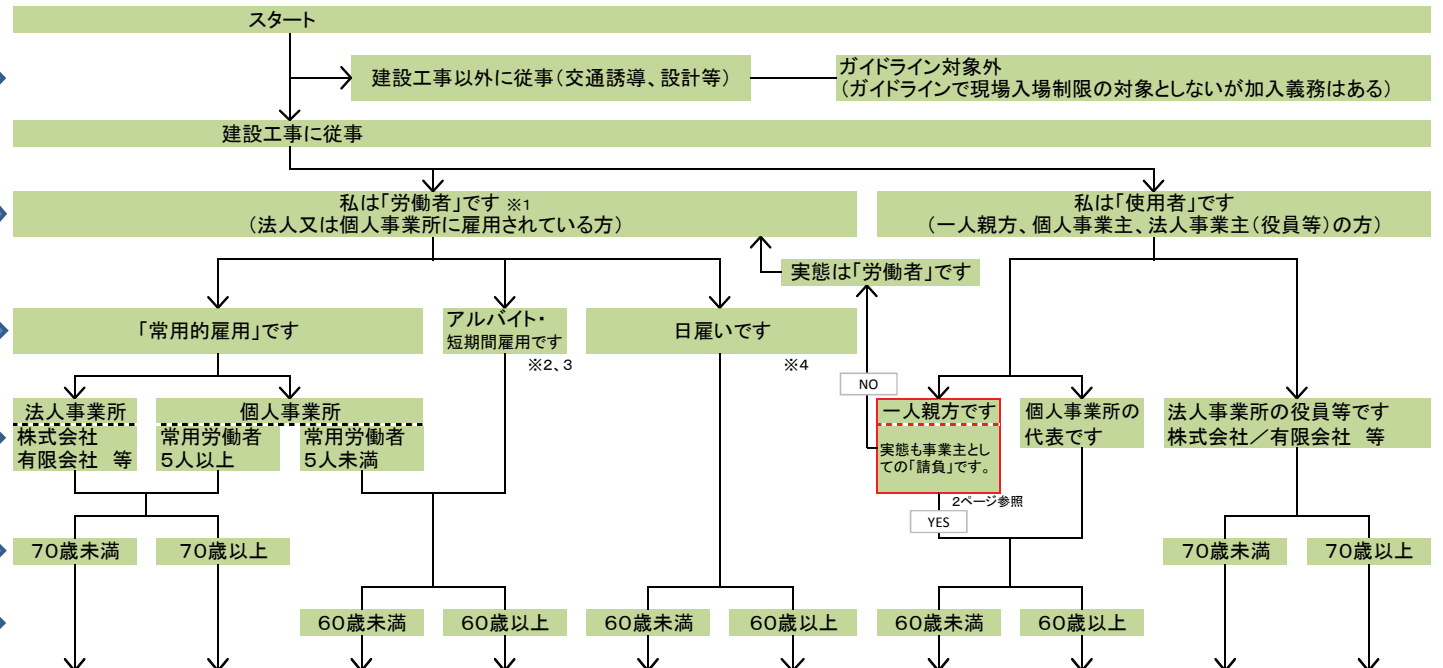 スタート
建設工事以外に従事(交通誘導、設計等)
ガイドライン対象外
(ガイドラインで現場入場制限の対象としないが加入義務はある)
建設工事に従事
私は「労働者」です ※1
(法人又は個人事業所に雇用されている方)
私は「使用者」です
(一人親方、個人事業主、法人事業主(役員等)の方)
実態は「労働者」です
「常用的雇用」です
アルバイト・
短期間雇用です
※2、3
日雇いです
※4
NO
法人事業所
株式会社
有限会社 等
個人事業所
常用労働者
5人以上
常用労働者
5人未満
一人親方です
実態も事業主とし
ての「請負」です。
2ページ参照
YES
個人事業所の
代表です
法人事業所の役員等です
株式会社/有限会社 等
70歳未満
70歳以上
70歳未満
70歳以上
60歳未満
60歳以上
60歳未満
60歳以上
60歳未満
60歳以上